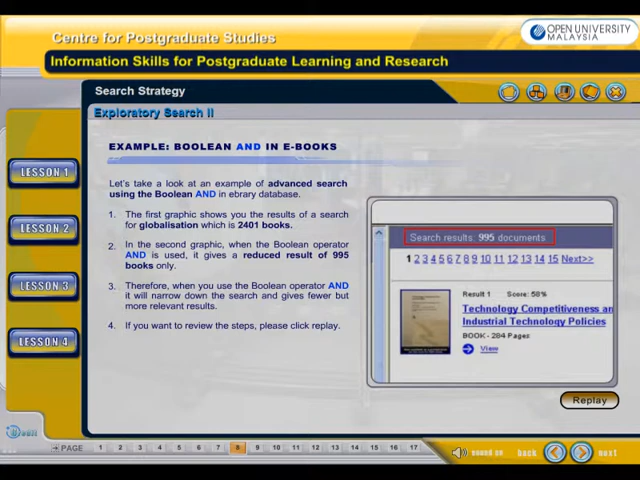 Centre for Postgraduate Studies
OPEN UNIVERSITY
MALAYSIA
Information Skills for Postgraduate Learning and Research
Search Strategy
Exploratory Search II
EXAMPLE: BOOLEAN AND IN E-BOOKS
LESSON 1
LESSON 2
LESSON 3
LESSON 4
Let's take a look at an example of advanced search
using the Boolean AND in ebrary database.
1. The first graphic shows you the results of a search
for globalisation which is 2401 books.
2. In the second graphic, when the Boolean operator
AND is used, it gives a reduced result of 995
books only.
3. Therefore, when you use the Boolean operator AND
it will narrow down the search and gives fewer but
more relevant results.
4. If you want to review the steps, please click replay.
Search results: 995 documents
1 2 3 4 5 6 7 8 9 10 11 12 13 14 15 Next>>
Result 1 Score: 58%
Technology Competitiveness an
Industrial Technology Policies
BOOK - 284 Pages
View
Replay
PAGE 1 2 3 4 5 6 7 8 9 10 11 12 13 14 15 16 17
sound on back next